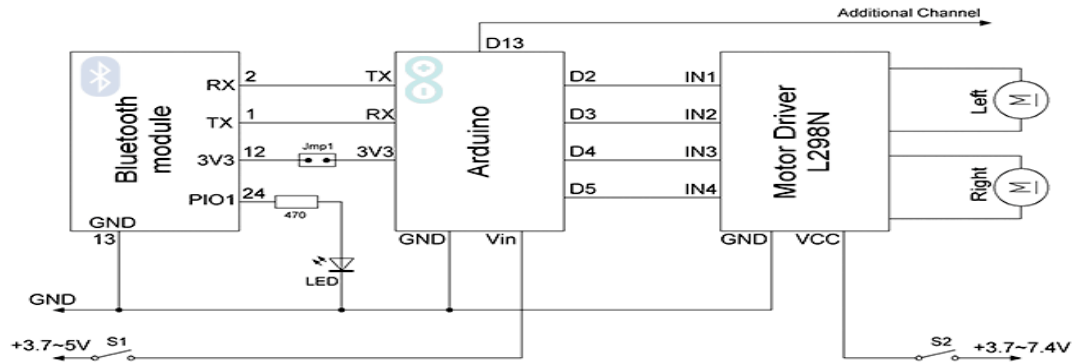 Additional Channel
D13
RX 2 TX D2 IN1
TX 1 RX D3 IN2
3V3 12 Jmp1 3V3 D4 IN3
PIO1 24 470 D5 IN4
Bluetooth module
Arduino
Motor Driver L298N
Left
M
Right
M
GND
13
GND Vin GND VCC
LED
GND
+3.7~5V S1 S2 +3.7~7.4V